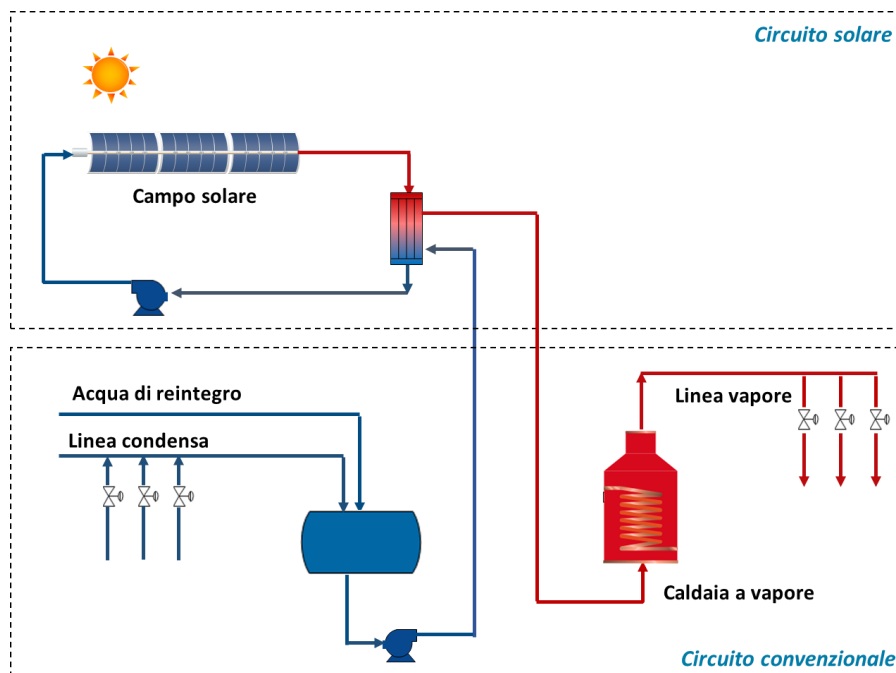 Circuito solare
Campo solare
Acqua di reintegro
Linea condensa
Linea vapore
Caldaia a vapore
Circuito convenzionale